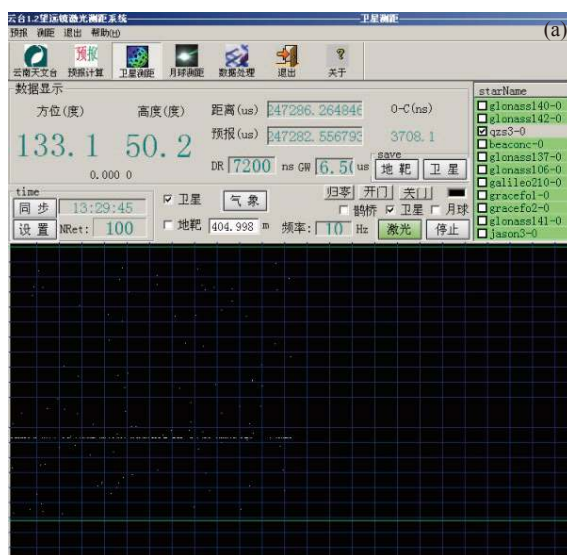 云台1.2望远镜激光测距系统 卫星测距
(a)
预报 测距 退出 帮助(H)
预报
云南天文台 预报计算 卫星测距 月球测距 数据处理 退出 关于
数据显示
方位(度) 高度(度) 距离(us) 247286.264846 O-C(ns)
133.1 50.2 预报(us) 247282.556793 3708.1
0.000 0 DR 7200 ns GW 6.5 us
save
地靶 卫星
time
同步 13:29:45 卫星 气象 归零 开门 关门
鹊桥 卫星 月球
设置 NRet: 100 地靶 404.998 m 频率: 10 Hz 激光 停止
starName
glonass140-0
glonass142-0
qzs3-0
beaconc-0
glonass137-0
glonass106-0
galileo210-0
gracefo1-0
gracefo2-0
glonass141-0
jason3-0